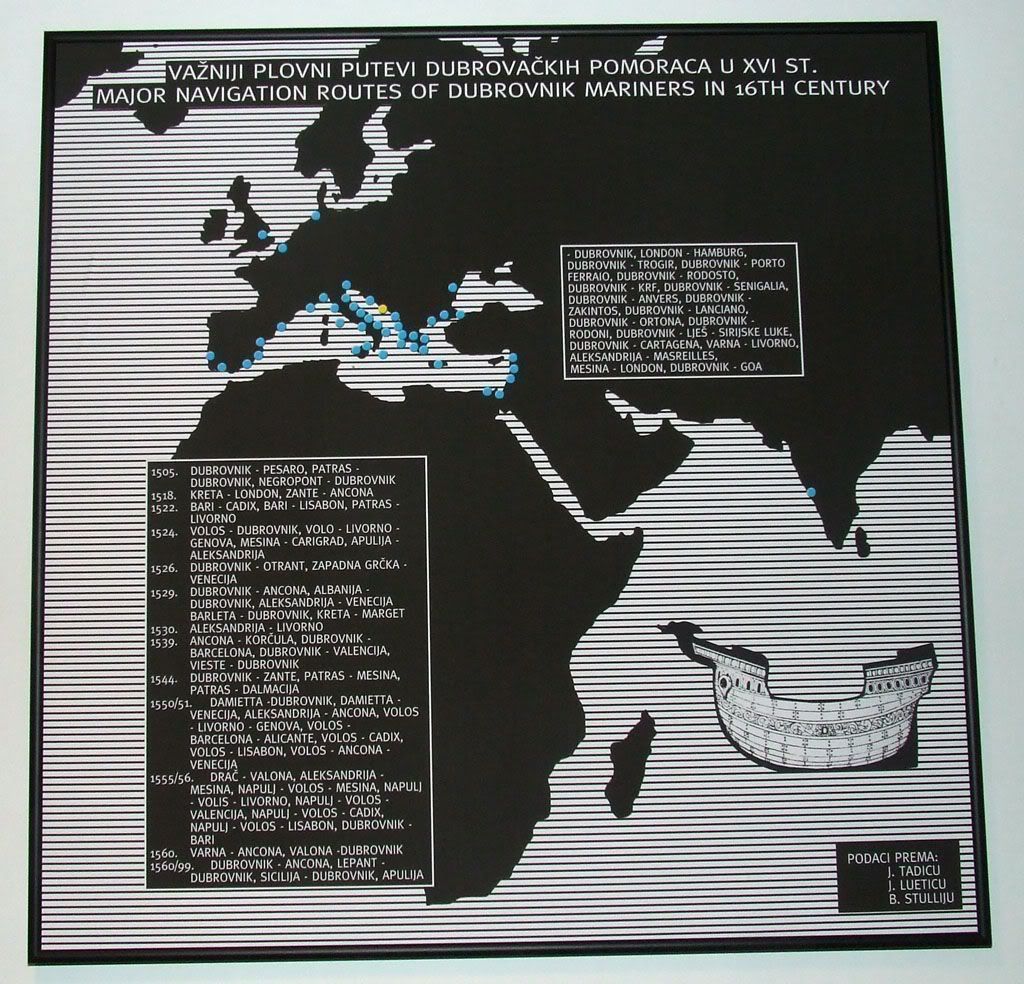 VAŽNIJI PLOVNI PUTEVI DUBROVAČKIH POMORACA U XVI ST.
MAJOR NAVIGATION ROUTES OF DUBROVNIK MARINERS IN 16TH CENTURY
- DUBROVNIK, LONDON - HAMBURG,
DUBROVNIK - TROGIR, DUBROVNIK - PORTO
FERRAIO, DUBROVNIK - RODOSTO,
DUBROVNIK - KRF, DUBROVNIK - SENIGALIA,
DUBROVNIK - ANVERS, DUBROVNIK -
ZAKINTOS, DUBROVNIK - LANCIANO,
DUBROVNIK - ORTONA, DUBROVNIK -
RODONI, DUBROVNIK - LJEŠ - SIRIJSKE LUKE,
DUBROVNIK - CARTAGENA, VARNA - LIVORNO,
ALEKSANDRIJA - MASREILLES,
MESINA - LONDON, DUBROVNIK - GOA
1505. DUBROVNIK - PESARO, PATRAS -
DUBROVNIK, NEGROPONT - DUBROVNIK
1518. KRETA - LONDON, ZANTE - ANCONA
1522. BARI - CADIX, BARI - LISABON, PATRAS -
LIVORNO
1524. VOLOS - DUBROVNIK, VOLO - LIVORNO -
GENOVA, MESINA - CARIGRAD, APULIJA -
ALEKSANDRIJA
1526. DUBROVNIK - OTRANT, ZAPADNA GRČKA -
VENECIJA
1529. DUBROVNIK - ANCONA, ALBANIJA -
DUBROVNIK, ALEKSANDRIJA - VENECIJA
BARLETA - DUBROVNIK, KRETA - MARGET
1530. ALEKSANDRIJA - LIVORNO
1539. ANCONA - KORČULA, DUBROVNIK -
BARCELONA, DUBROVNIK - VALENCIJA,
VIESTE - DUBROVNIK
1544. DUBROVNIK - ZANTE, PATRAS - MESINA,
PATRAS - DALMACIJA
1550/51. DAMIETTA -DUBROVNIK, DAMIETTA -
VENECIJA, ALEKSANDRIJA - ANCONA, VOLOS
- LIVORNO - GENOVA, VOLOS -
BARCELONA - ALICANTE, VOLOS - CADIX,
VOLOS - LISABON, VOLOS - ANCONA -
VENECIJA
1555/56. DRAČ - VALONA, ALEKSANDRIJA -
MESINA, NAPULJ - VOLOS - MESINA, NAPULJ
- VOLIS - LIVORNO, NAPULJ - VOLOS -
VALENCIJA, NAPULJ - VOLOS - CADIX,
NAPULJ - VOLOS - LISABON, DUBROVNIK -
BARI
1560. VARNA - ANCONA, VALONA -DUBROVNIK
1560/99. DUBROVNIK - ANCONA, LEPANT -
DUBROVNIK, SICILIJA - DUBROVNIK, APULIJA
PODACI PREMA:
J. TADIĆU
J. LUETIĆU
B. STULLIJU